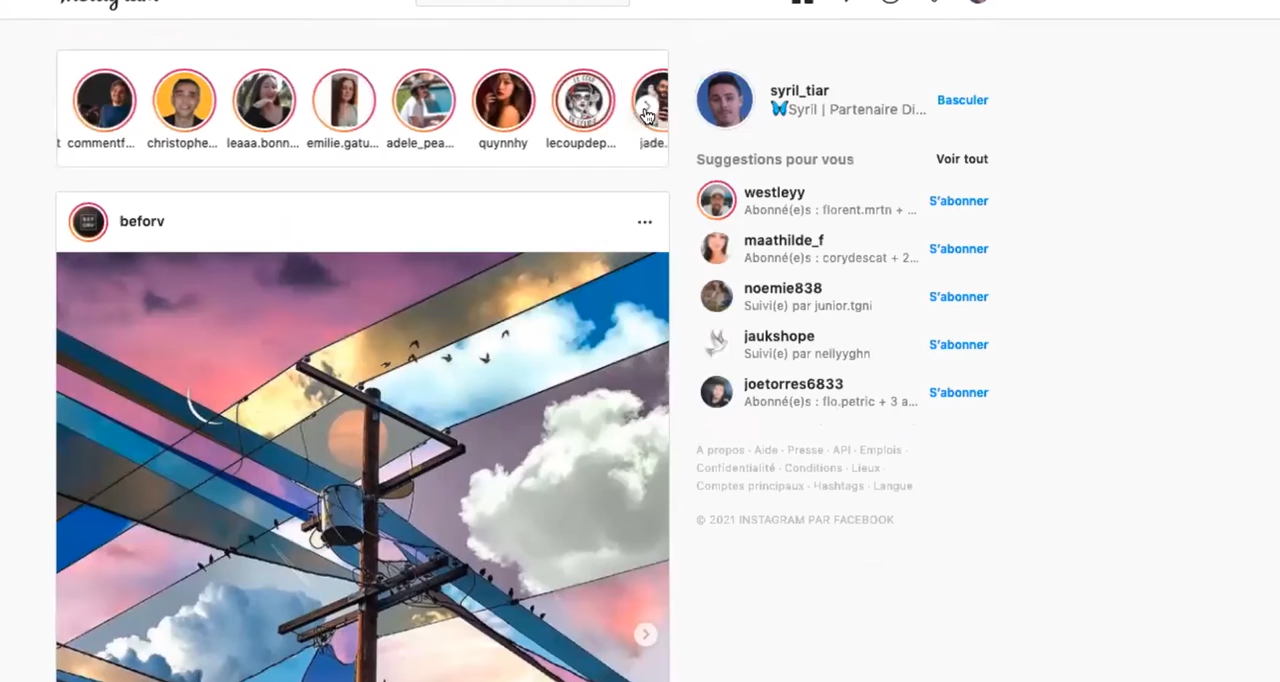 Instagram
t commentf... christophe... leaaa.bonn... emilie.gatu... adele_pea... quynnhy lecoupdep... jade.
beforv
syril_tiar
🦋Syril | Partenaire Di...
Basculer
Suggestions pour vous
Voir tout
westleyy
Abonné(e)s : florent.mrtn + ...
S'abonner
maathilde_f
Abonné(e)s : corydescat + 2...
S'abonner
noemie838
Suivi(e) par junior.tgni
S'abonner
jaukshope
Suivi(e) par nellyyghn
S'abonner
joetorres6833
Abonné(e)s : flo.petric + 3 a...
S'abonner
À propos · Aide · Presse · API · Emplois ·
Confidentialité · Conditions · Lieux ·
Comptes principaux · Hashtags · Langue
© 2021 INSTAGRAM PAR FACEBOOK